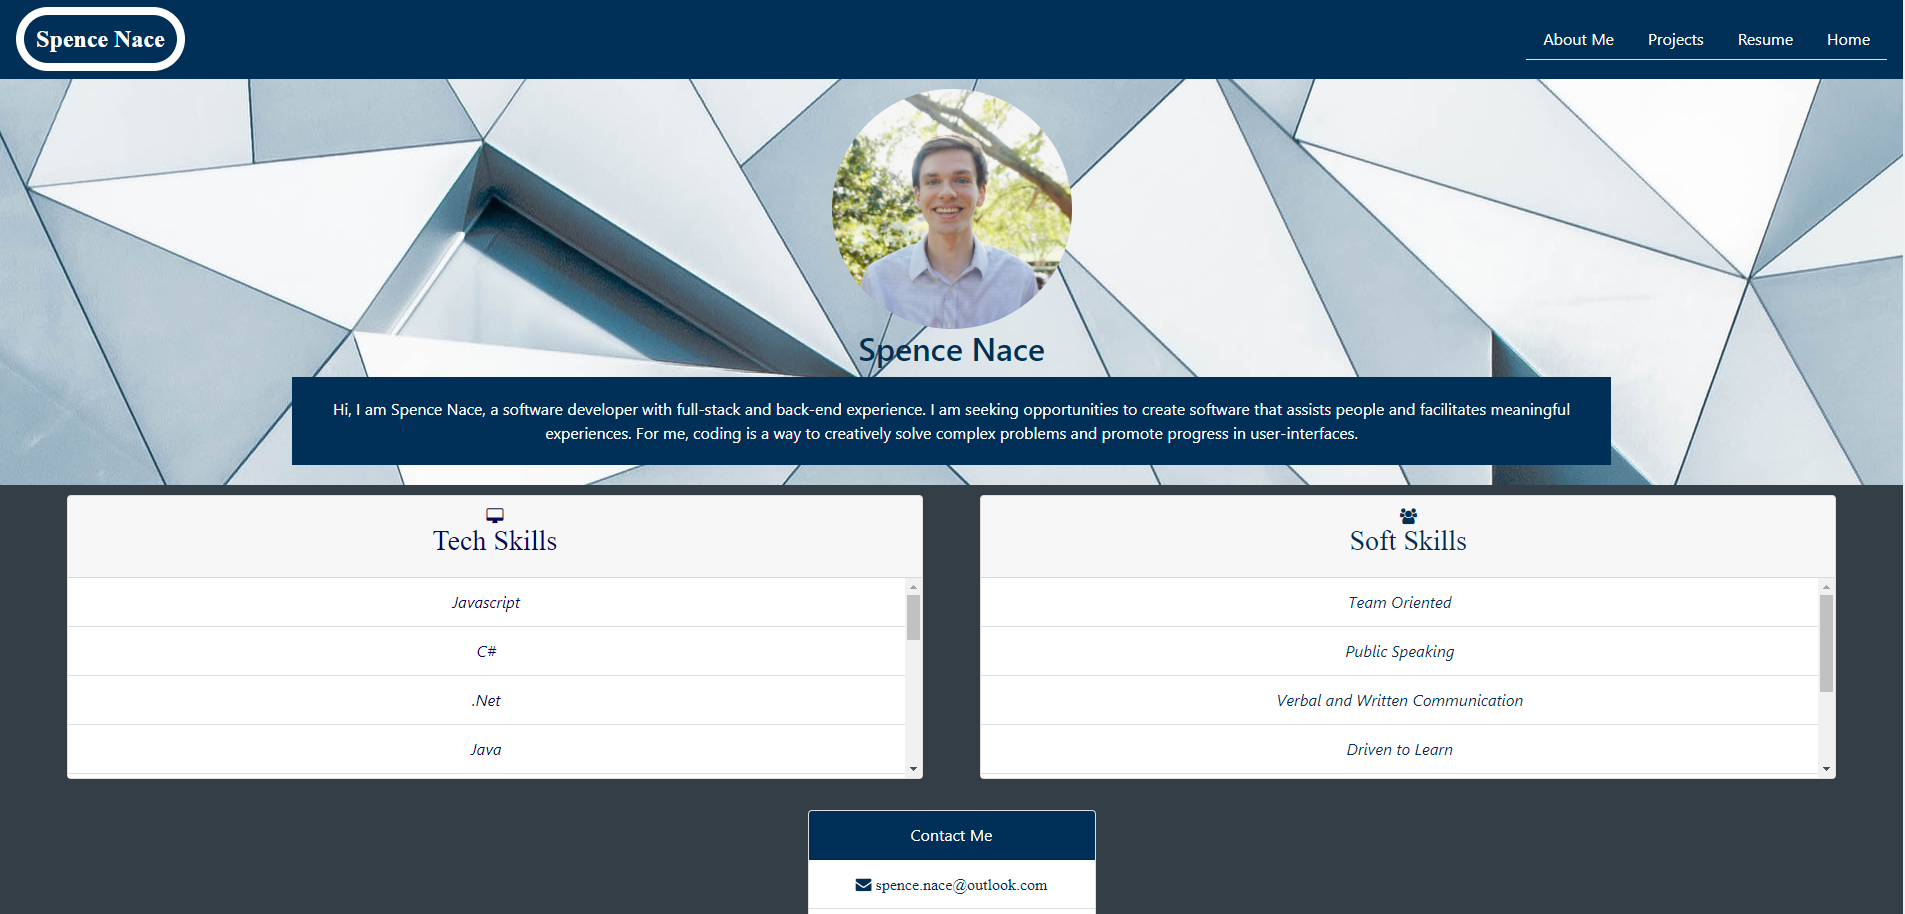 Spence Nace
About Me
Projects
Resume
Home
Spence Nace
Hi, I am Spence Nace, a software developer with full-stack and back-end experience. I am seeking opportunities to create software that assists people and facilitates meaningful
experiences. For me, coding is a way to creatively solve complex problems and promote progress in user-interfaces.
Tech Skills
Javascript
C#
.Net
Java
Soft Skills
Team Oriented
Public Speaking
Verbal and Written Communication
Driven to Learn
Contact Me
spence.nace@outlook.com